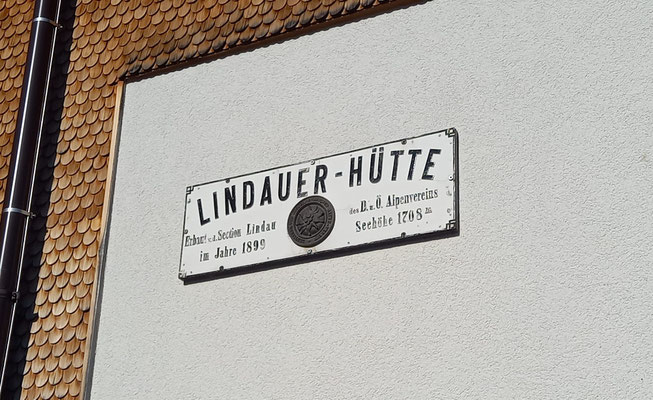 LINDAUER-HÜTTE
Erbaut v. d. Section Lindau
im Jahre 1899
des D. u. Ö. Alpenvereins
Seehöhe 1708 m.